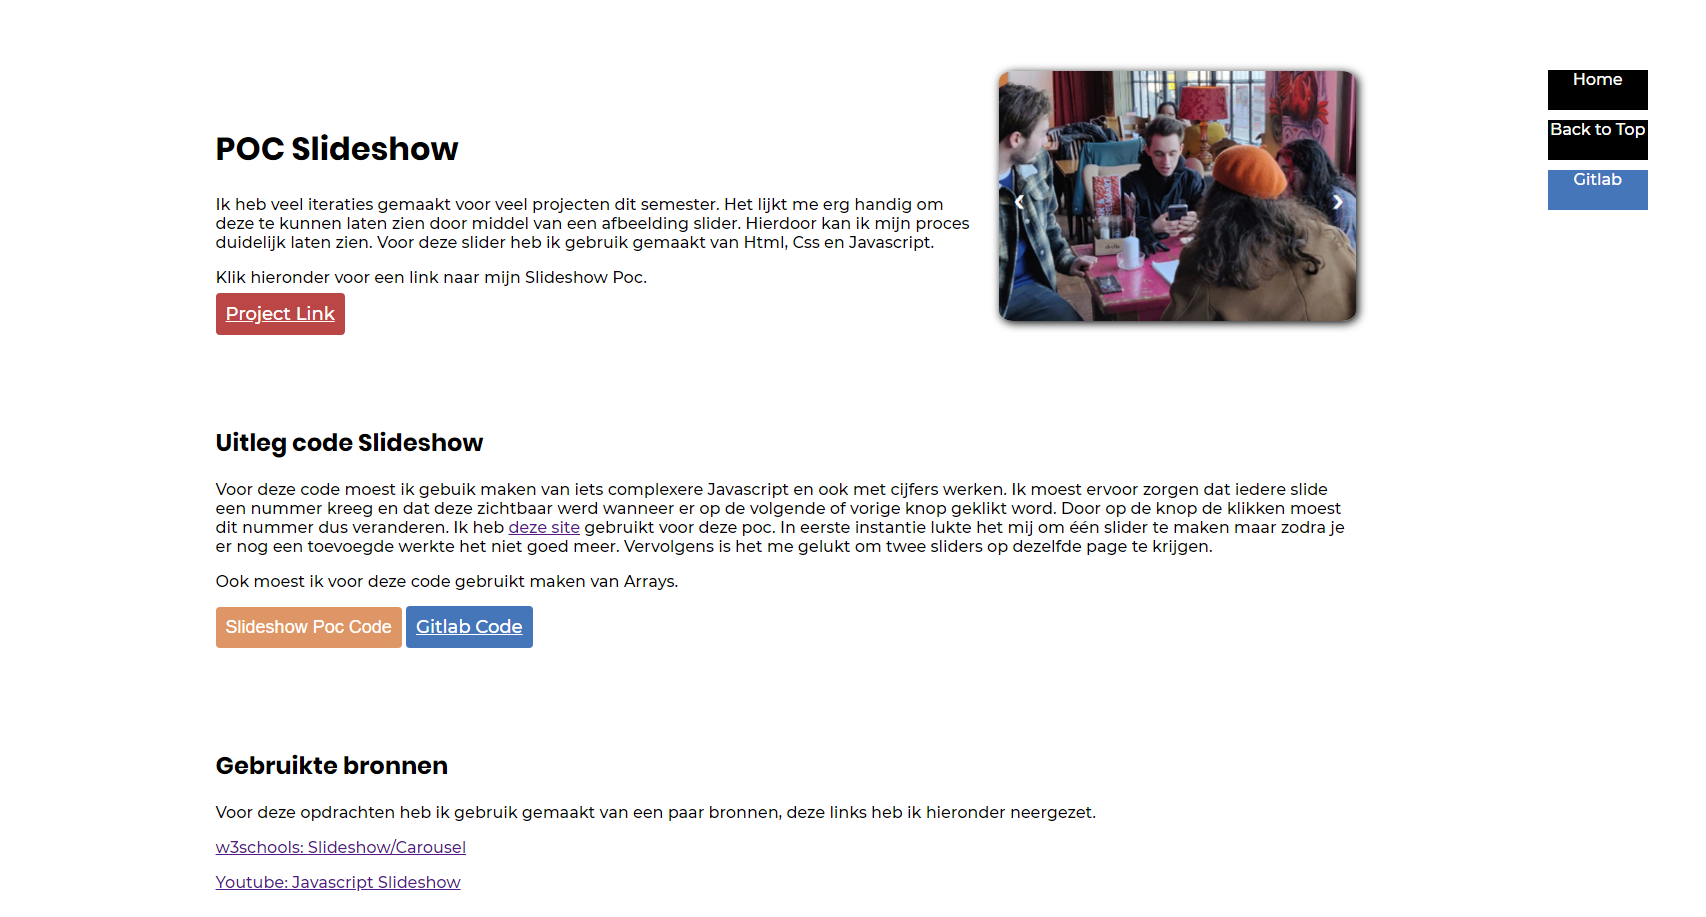 Home
Back to Top
Gitlab
POC Slideshow
Ik heb veel iteraties gemaakt voor veel projecten dit semester. Het lijkt me erg handig om
deze te kunnen laten zien door middel van een afbeelding slider. Hierdoor kan ik mijn proces
duidelijk laten zien. Voor deze slider heb ik gebruik gemaakt van Html, Css en Javascript.
Klik hieronder voor een link naar mijn Slideshow Poc.
Project Link
Uitleg code Slideshow
Voor deze code moest ik gebuik maken van iets complexere Javascript en ook met cijfers werken. Ik moest ervoor zorgen dat iedere slide
een nummer kreeg en dat deze zichtbaar werd wanneer er op de volgende of vorige knop geklikt word. Door op de knop de klikken moest
dit nummer dus veranderen. Ik heb deze site gebruikt voor deze poc. In eerste instantie lukte het mij om één slider te maken maar zodra je
er nog een toevoegde werkte het niet goed meer. Vervolgens is het me gelukt om twee sliders op dezelfde page te krijgen.
Ook moest ik voor deze code gebruikt maken van Arrays.
Slideshow Poc Code Gitlab Code
Gebruikte bronnen
Voor deze opdrachten heb ik gebruik gemaakt van een paar bronnen, deze links heb ik hieronder neergezet.
w3schools: Slideshow/Carousel
Youtube: Javascript Slideshow